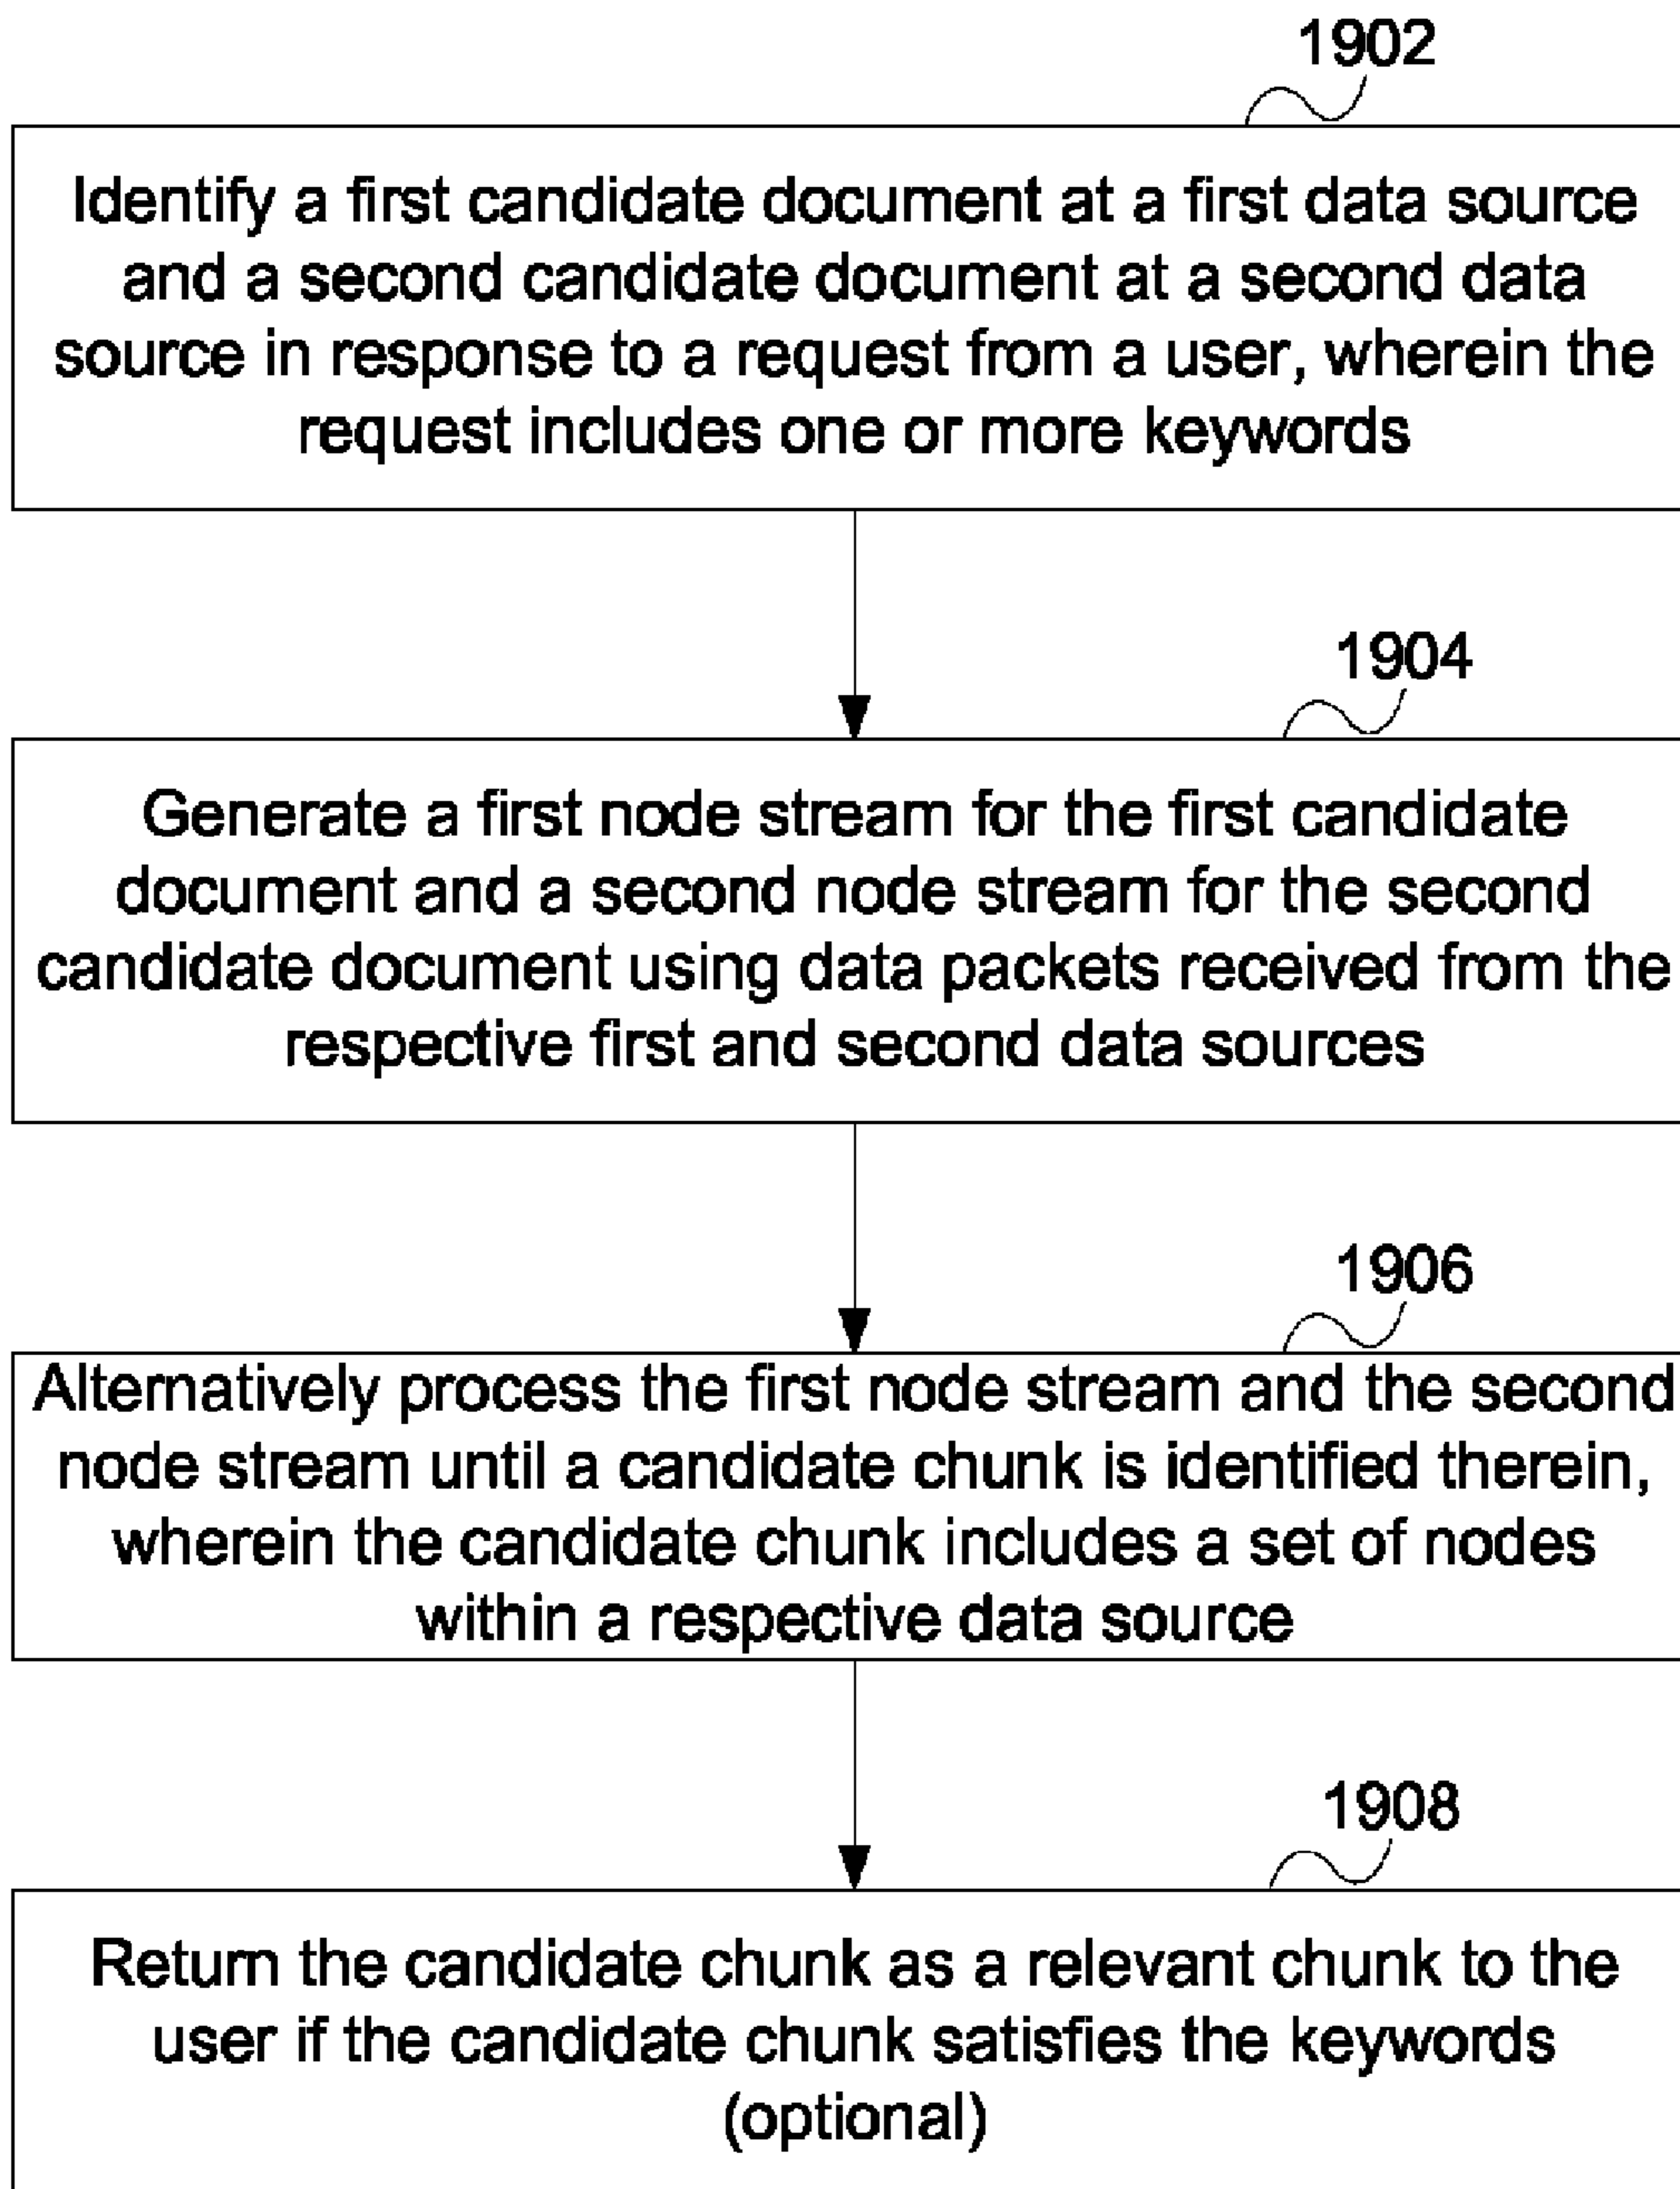 1902
Identify a first candidate document at a first data source
and a second candidate document at a second data
source in response to a request from a user, wherein the
request includes one or more keywords
1904
Generate a first node stream for the first candidate
document and a second node stream for the second
candidate document using data packets received from the
respective first and second data sources
1906
Alternatively process the first node stream and the second
node stream until a candidate chunk is identified therein,
wherein the candidate chunk includes a set of nodes
within a respective data source
1908
Return the candidate chunk as a relevant chunk to the
user if the candidate chunk satisfies the keywords
(optional)